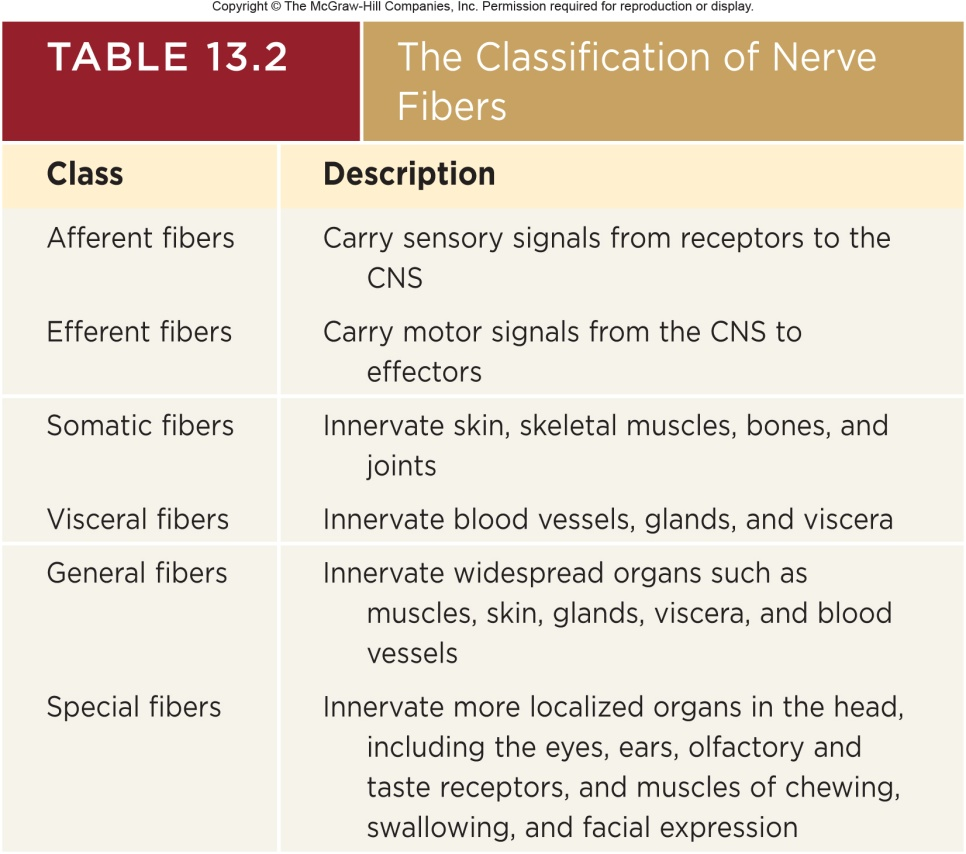 Copyright © The McGraw-Hill Companies, Inc. Permission required for reproduction or display.
TABLE 13.2
The Classification of Nerve
Fibers
Class
Description
Afferent fibers
Carry sensory signals from receptors to the
CNS
Efferent fibers
Carry motor signals from the CNS to
effectors
Somatic fibers
Innervate skin, skeletal muscles, bones, and
joints
Visceral fibers
Innervate blood vessels, glands, and viscera
General fibers
Innervate widespread organs such as
muscles, skin, glands, viscera, and blood
vessels
Special fibers
Innervate more localized organs in the head,
including the eyes, ears, olfactory and
taste receptors, and muscles of chewing,
swallowing, and facial expression